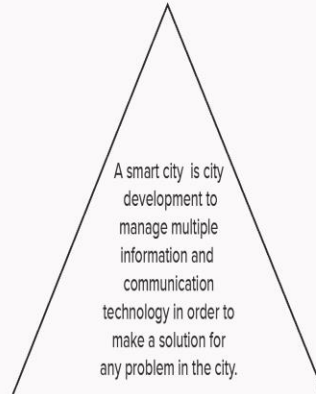 A smart city is city
development to
manage multiple
information and
communication
technology in order to
make a solution for
any problem in the city.